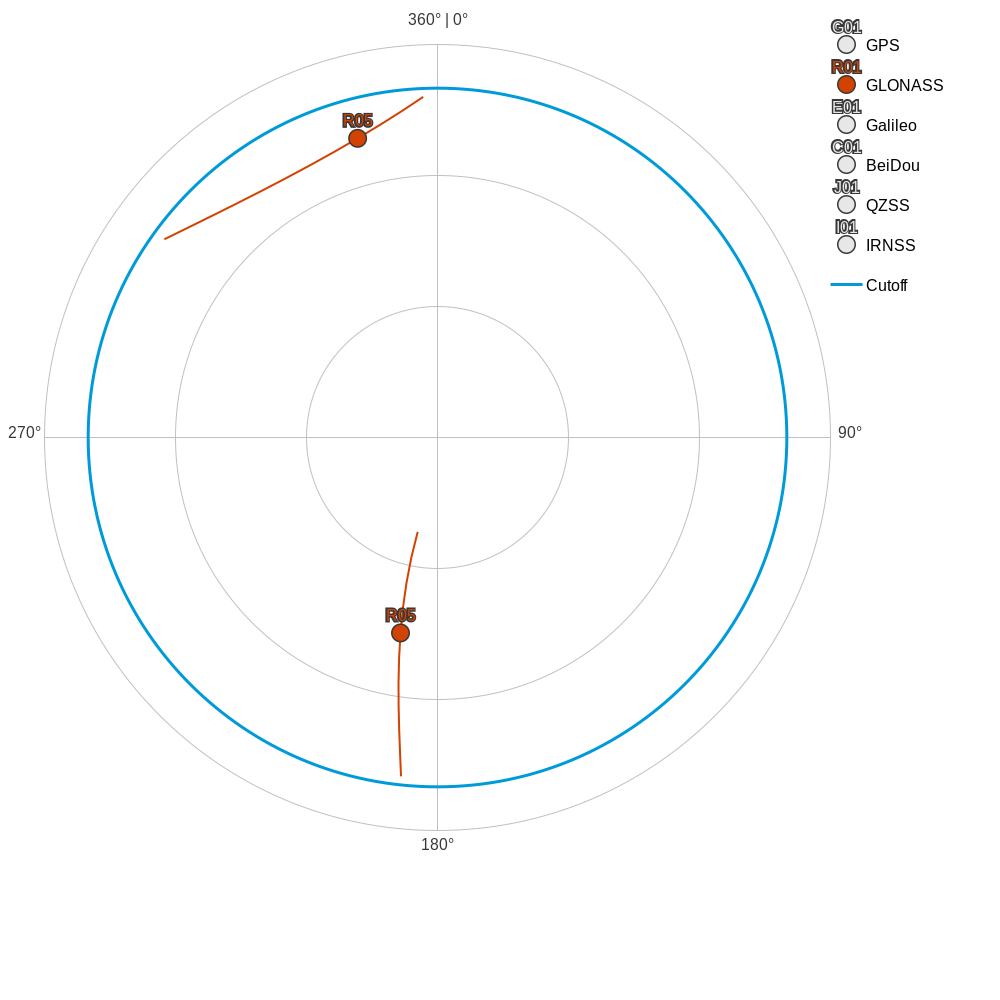 360° | 0°
G01
GPS
R01
GLONASS
E01
Galileo
C01
BeiDou
J01
QZSS
I01
IRNSS
Cutoff
R05
270°
90°
R05
180°